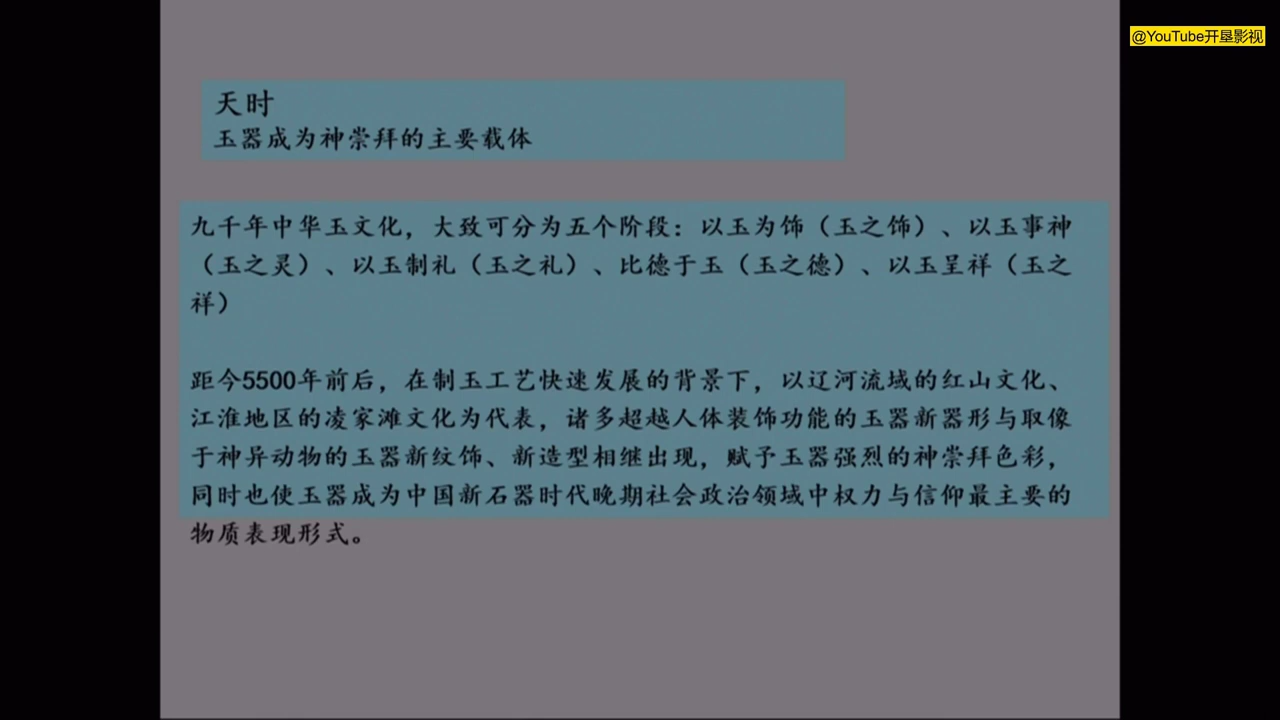 @YouTube开垦影视
天时
玉器成为神崇拜的主要载体
九千年中华玉文化，大致可分为五个阶段：以玉为饰（玉之饰）、以玉事神
（玉之灵）、以玉制礼（玉之礼）、比德于玉（玉之德）、以玉呈祥（玉之
祥）
距今5500年前后，在制玉工艺快速发展的背景下，以辽河流域的红山文化、
江淮地区的凌家滩文化为代表，诸多超越人体装饰功能的玉器新器形与取像
于神异动物的玉器新纹饰、新造型相继出现，赋予玉器强烈的神崇拜色彩，
同时也使玉器成为中国新石器时代晚期社会政治领域中权力与信仰最主要的
物质表现形式。